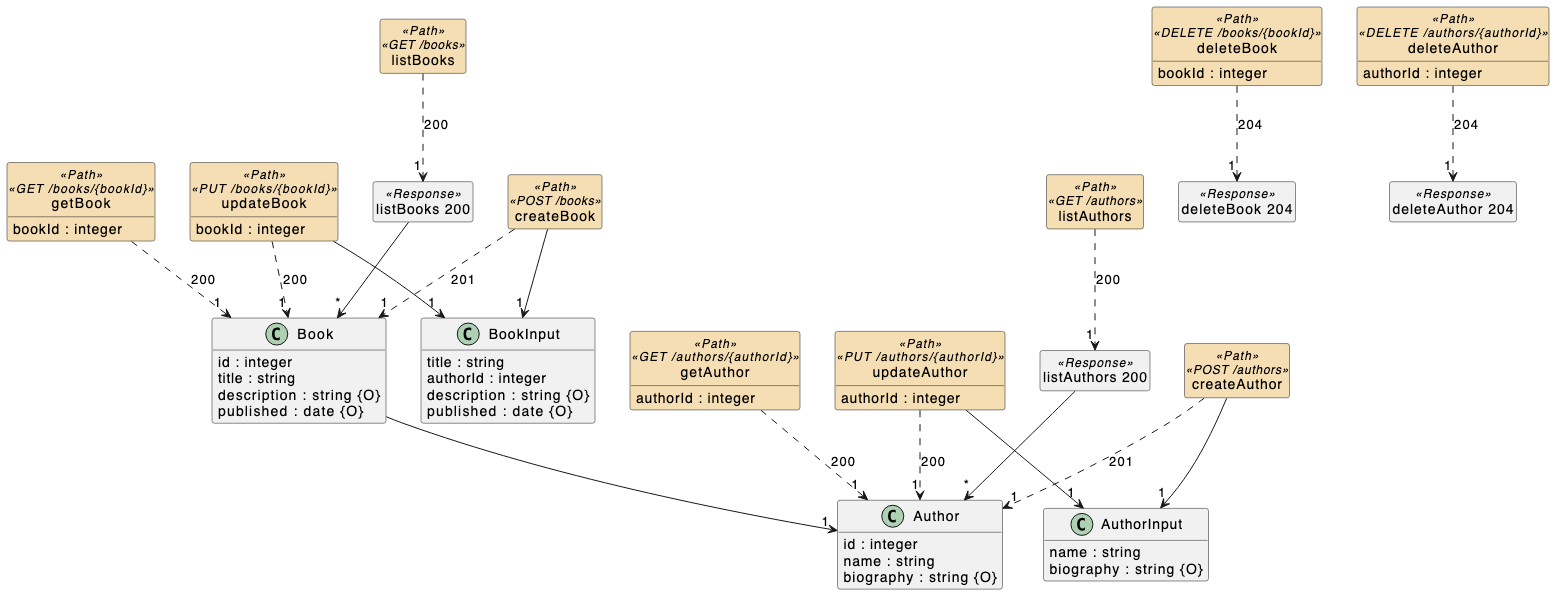 «Path»
«GET /books»
listBooks
«Path»
«DELETE /books/{bookId}»
deleteBook
bookId : integer
«Path»
«DELETE /authors/{authorId}»
deleteAuthor
authorId : integer
200
204
204
1
1
1
«Path»
«GET /books/{bookId}»
getBook
bookId : integer
«Path»
«PUT /books/{bookId}»
updateBook
bookId : integer
«Response»
listBooks 200
«Path»
«POST /books»
createBook
«Path»
«GET /authors»
listAuthors
«Response»
deleteBook 204
«Response»
deleteAuthor 204
200
200
201
200
1
1
*
1
1
1
1
Book
id : integer
title : string
description : string {O}
published : date {O}
BookInput
title : string
authorId : integer
description : string {O}
published : date {O}
«Path»
«GET /authors/{authorId}»
getAuthor
authorId : integer
«Path»
«PUT /authors/{authorId}»
updateAuthor
authorId : integer
«Response»
listAuthors 200
«Path»
«POST /authors»
createAuthor
200
200
201
1
1
*
1
1
1
1
Author
id : integer
name : string
biography : string {O}
AuthorInput
name : string
biography : string {O}